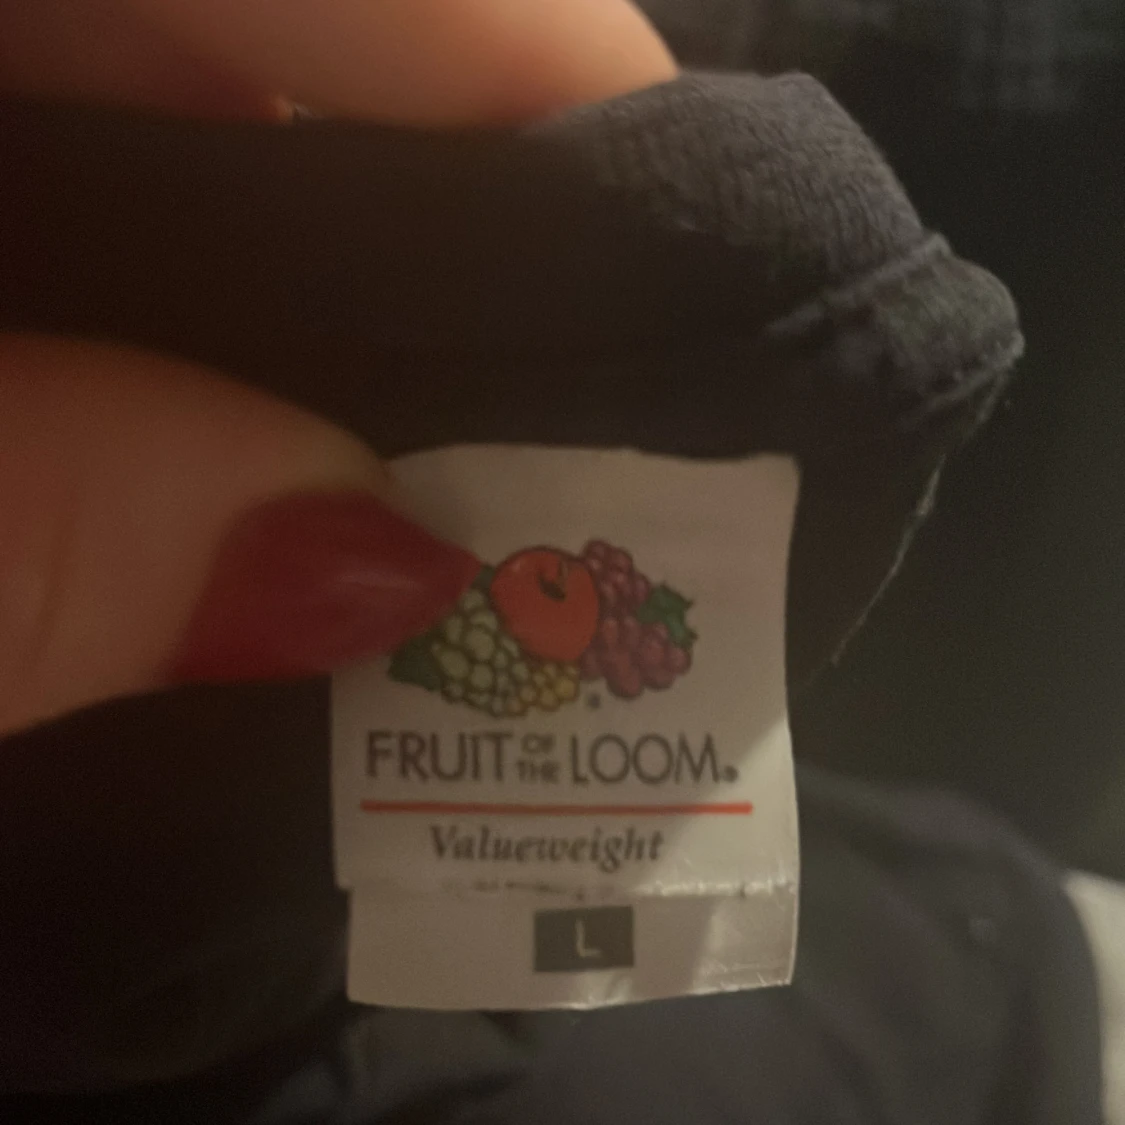 FRUIT OF THE LOOM®
Valueweight
L